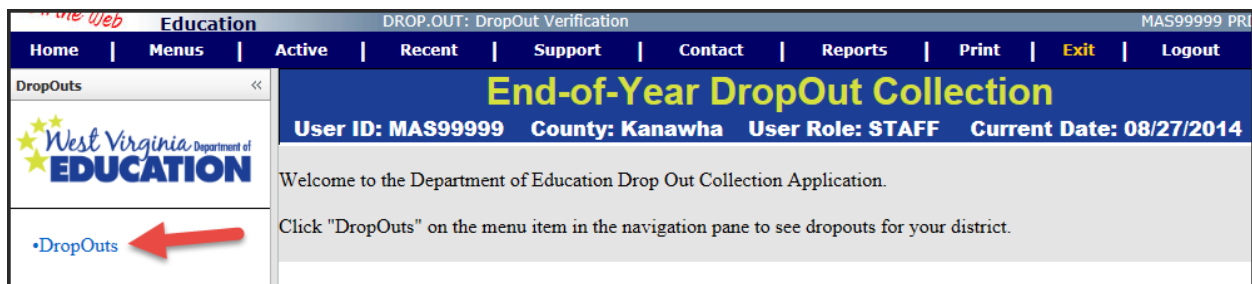 the Web Education DROP.OUT: DropOut Verification MAS99999
Home | Menus | Active | Recent | Support | Contact | Reports | Print | Exit | Logout
DropOuts «
End-of-Year DropOut Collection
User ID: MAS99999 County: Kanawha User Role: STAFF Current Date: 08/27/2014
West Virginia Department of
EDUCATION
Welcome to the Department of Education Drop Out Collection Application.
Click "DropOuts" on the menu item in the navigation pane to see dropouts for your district.
•DropOuts